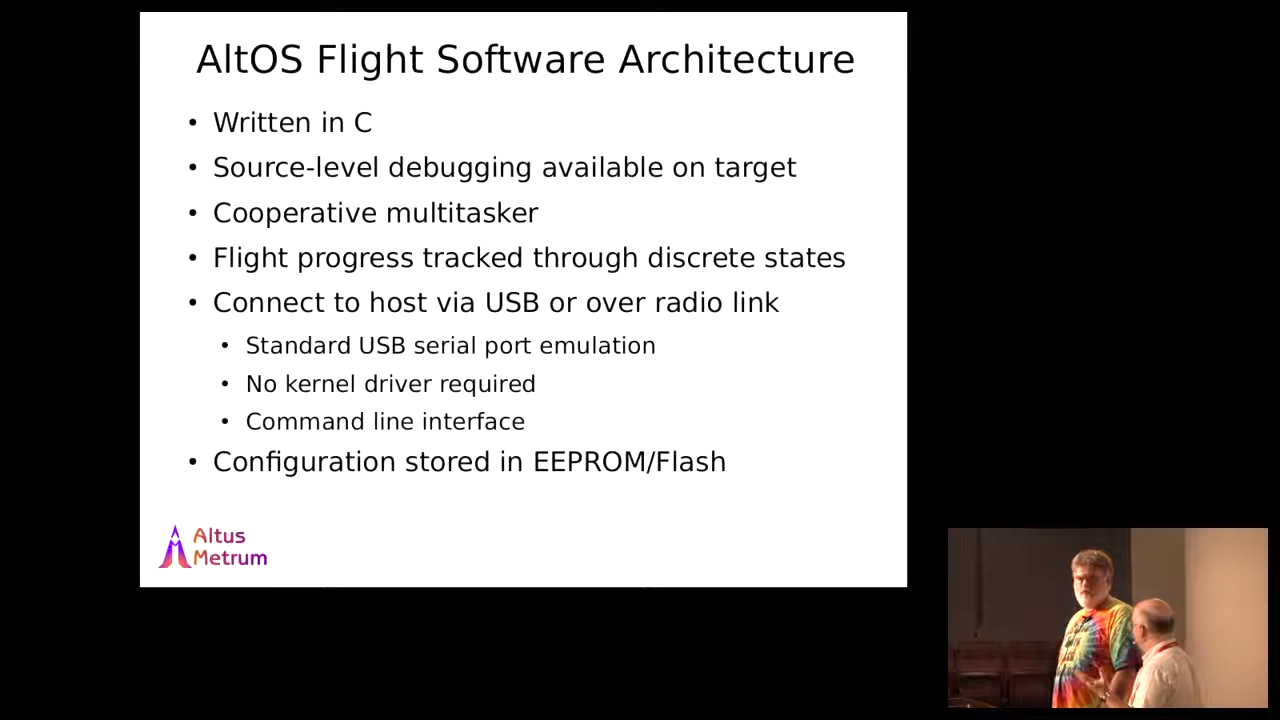 AltOS Flight Software Architecture
• Written in C
• Source-level debugging available on target
• Cooperative multitasker
• Flight progress tracked through discrete states
• Connect to host via USB or over radio link
• Standard USB serial port emulation
• No kernel driver required
• Command line interface
• Configuration stored in EEPROM/Flash
Altus
Metrum